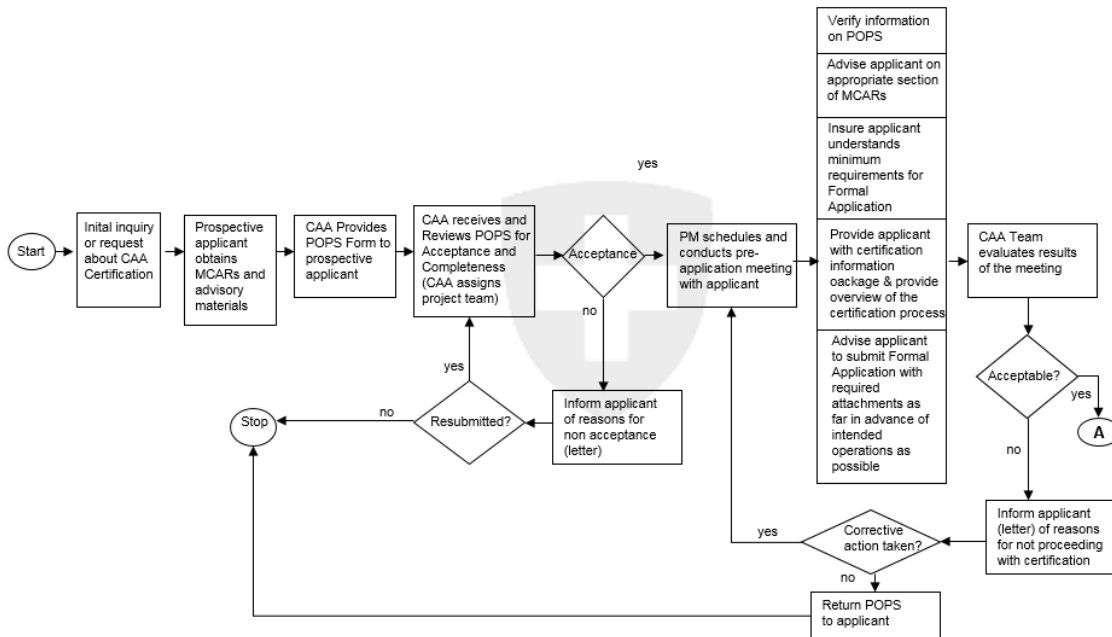 Start
Inital inquiry
or request
about CAA
Certification
Prospective
applicant
obtains
MCARs and
advisory
materials
CAA Provides
POPS Form to
prospective
applicant
CAA receives and
Reviews POPS for
Acceptance and
Completeness
(CAA assigns
project team)
Acceptance
yes
no
PM schedules and
conducts pre-
application meeting
with applicant
Verify information
on POPS
Advise applicant on
appropriate section
of MCARs
Insure applicant
understands
minimum
requirements for
Formal
Application
Provide applicant
with certification
information
oackage & provide
overview of the
certification process
Advise applicant
to submit Formal
Application with
required
attachments as
far in advance of
intended
operations as
possible
CAA Team
evaluates results
of the meeting
Acceptable?
yes
A
no
Inform applicant
of reasons for
non acceptance
(letter)
Resubmitted?
yes
no
Stop
Inform applicant
(letter) of reasons
for not proceeding
with certification
Corrective
action taken?
yes
no
Return POPS
to applicant